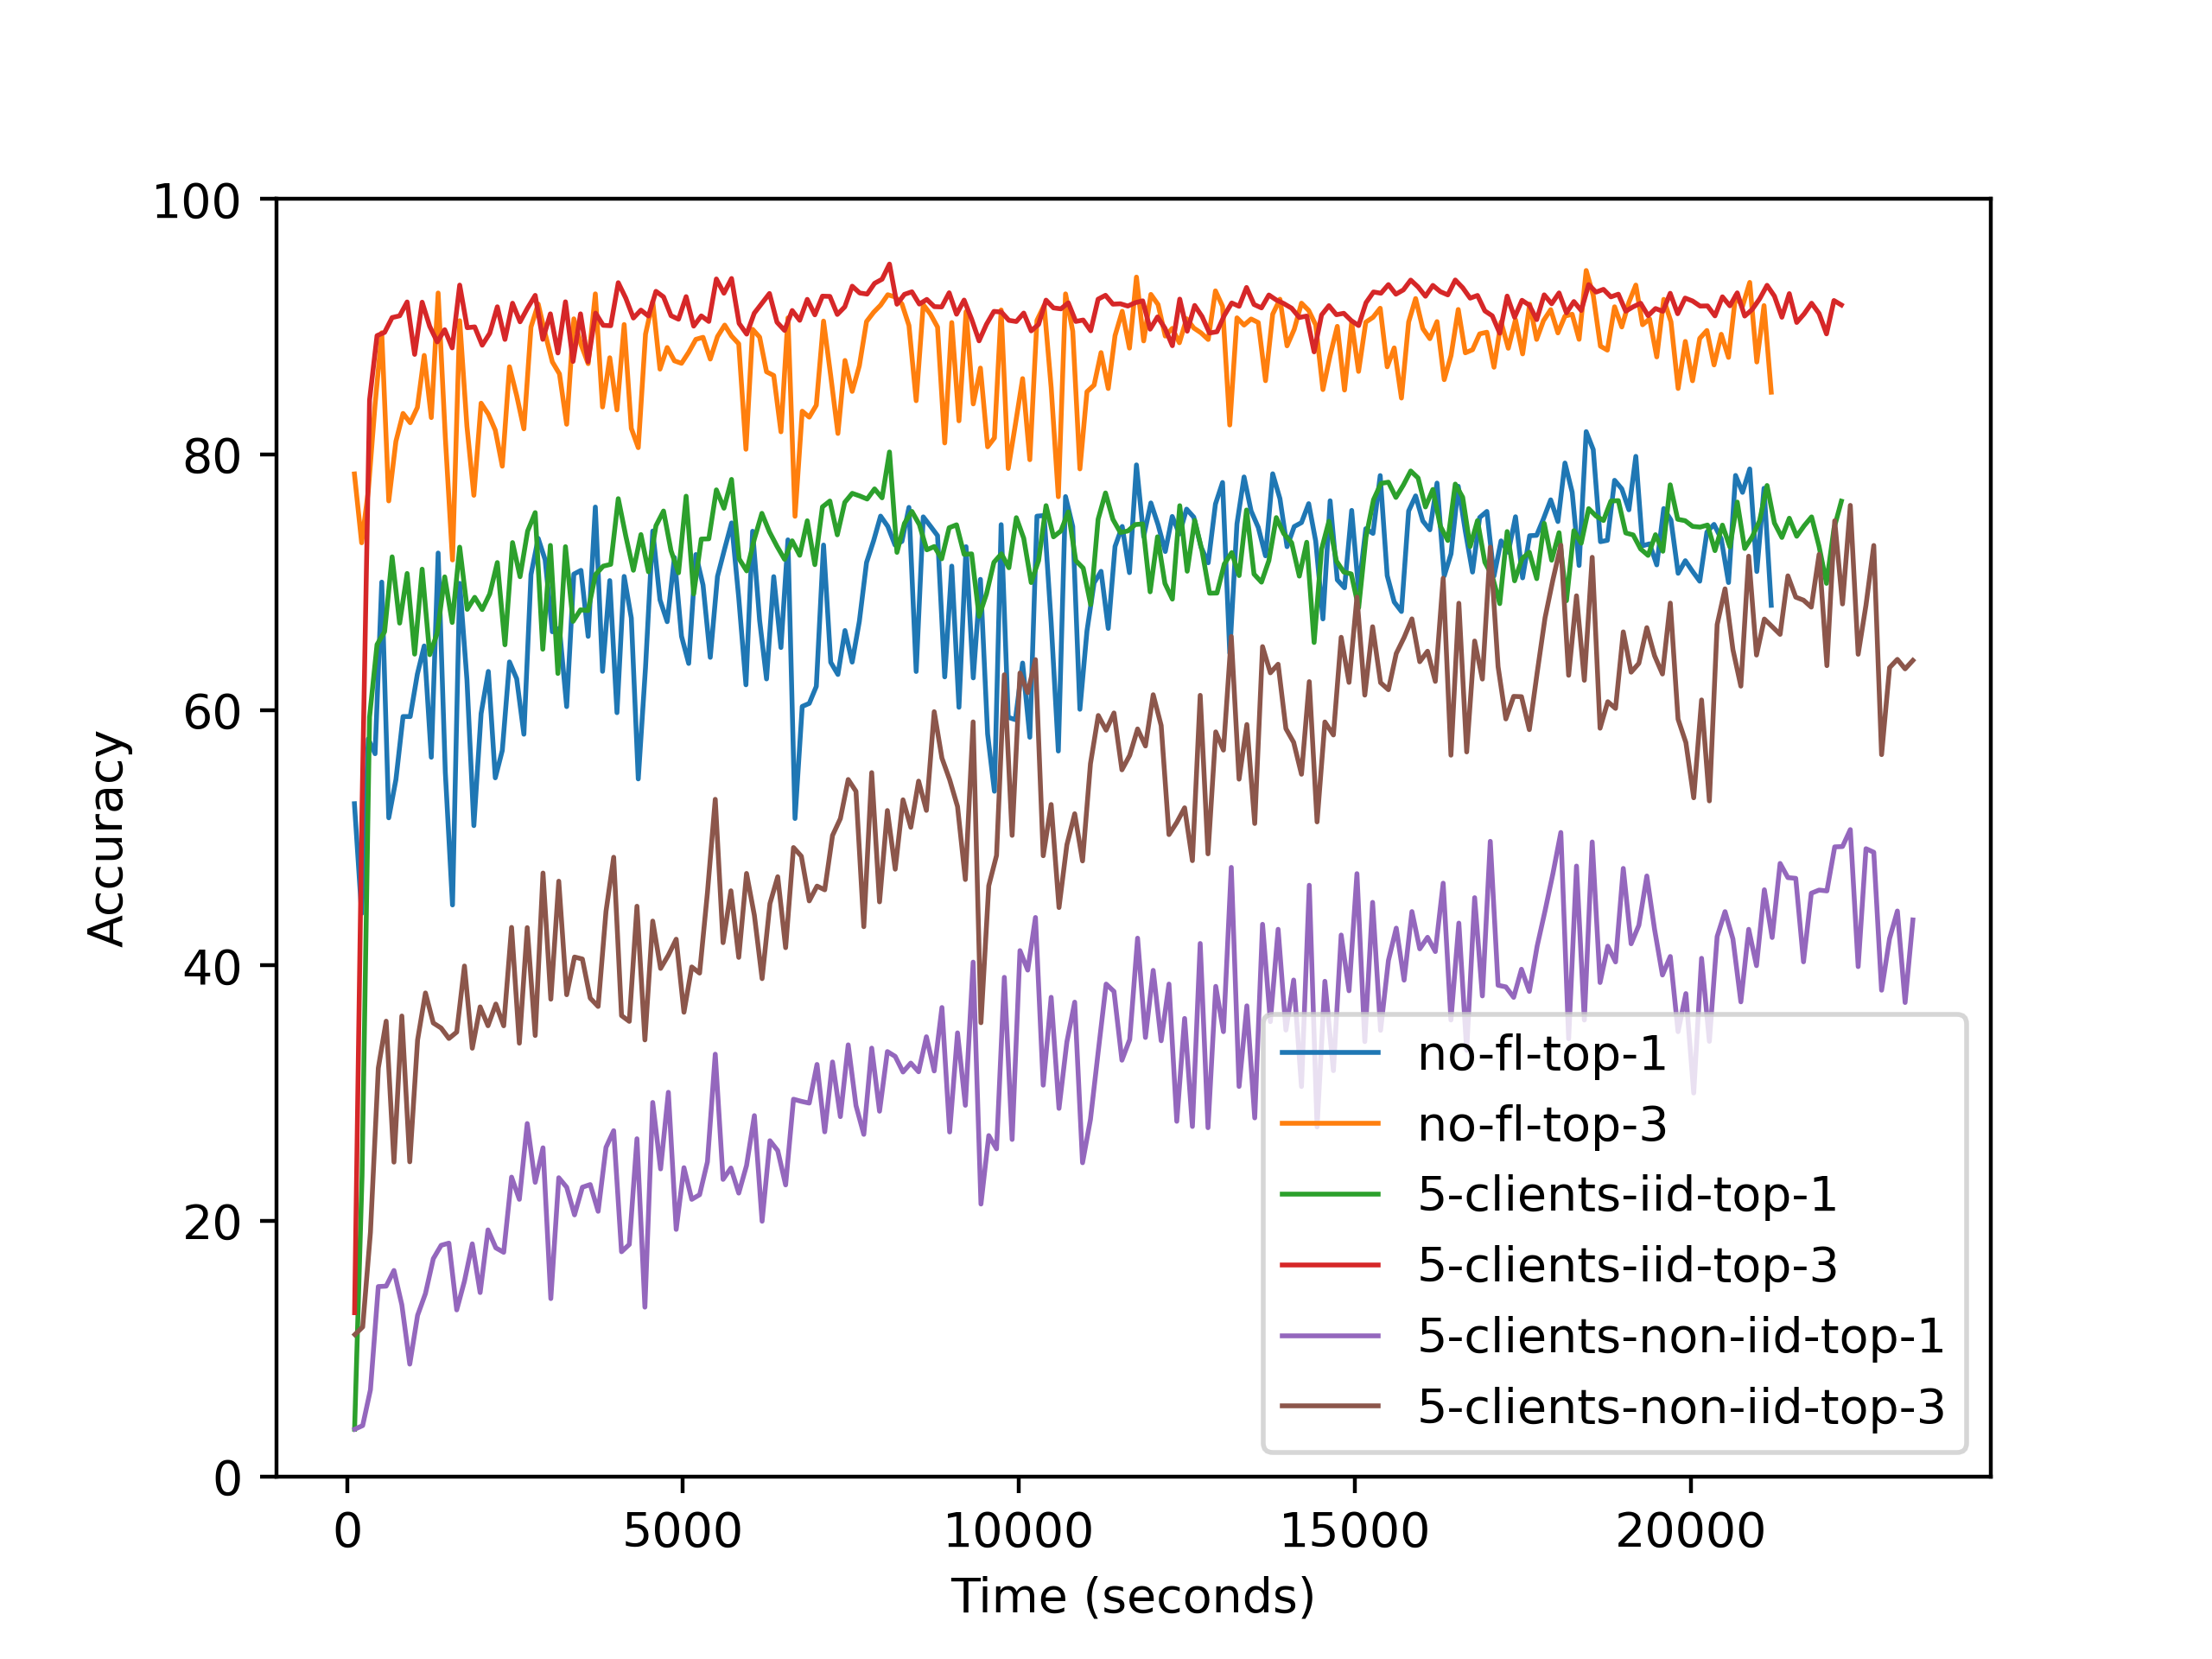 100
80
60
40
20
0
Accuracy
0 5000 10000 15000 20000
Time (seconds)
no-fl-top-1
no-fl-top-3
5-clients-iid-top-1
5-clients-iid-top-3
5-clients-non-iid-top-1
5-clients-non-iid-top-3